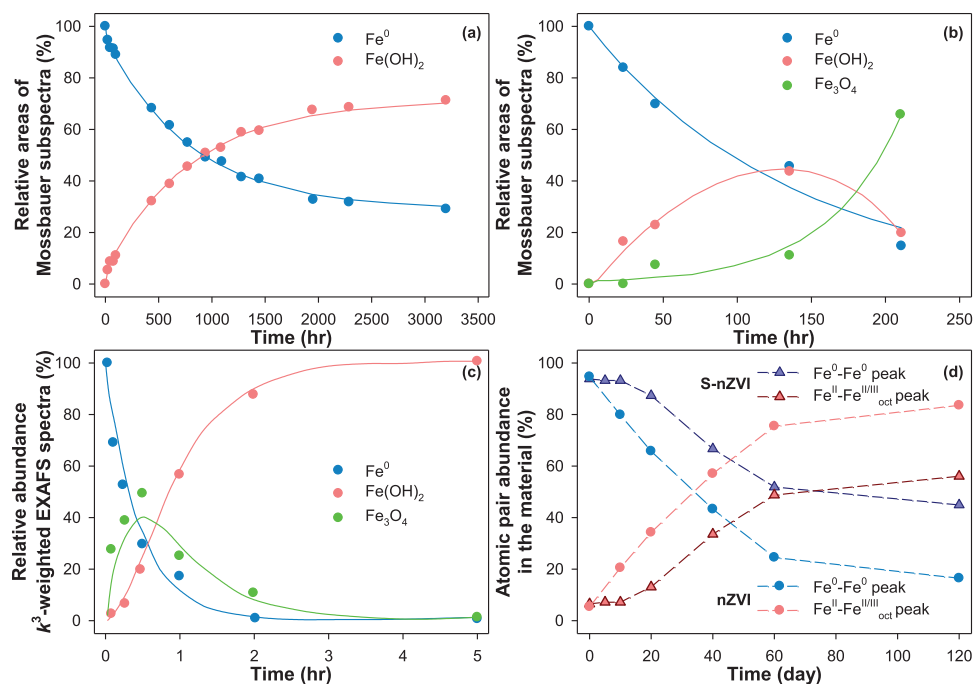 100
80
60
40
20
0
Relative areas of
Mossbauer subspectra (%)
(a)
Fe⁰
Fe(OH)₂
0 500 1000 1500 2000 2500 3000 3500
Time (hr)
100
80
60
40
20
0
Relative areas of
Mossbauer subspectra (%)
(b)
Fe⁰
Fe(OH)₂
Fe₃O₄
0 50 100 150 200 250
Time (hr)
100
80
60
40
20
0
Relative abundance
k³-weighted EXAFS spectra (%)
(c)
Fe⁰
Fe(OH)₂
Fe₃O₄
0 1 2 3 4 5
Time (hr)
100
80
60
40
20
0
Atomic pair abundance
in the material (%)
(d)
S-nZVI
Fe⁰-Fe⁰ peak
Feᴵᴵ-Feᴵᴵ/ᴵᴵᴵoct peak
nZVI
Fe⁰-Fe⁰ peak
Feᴵᴵ-Feᴵᴵ/ᴵᴵᴵoct peak
0 20 40 60 80 100 120
Time (day)